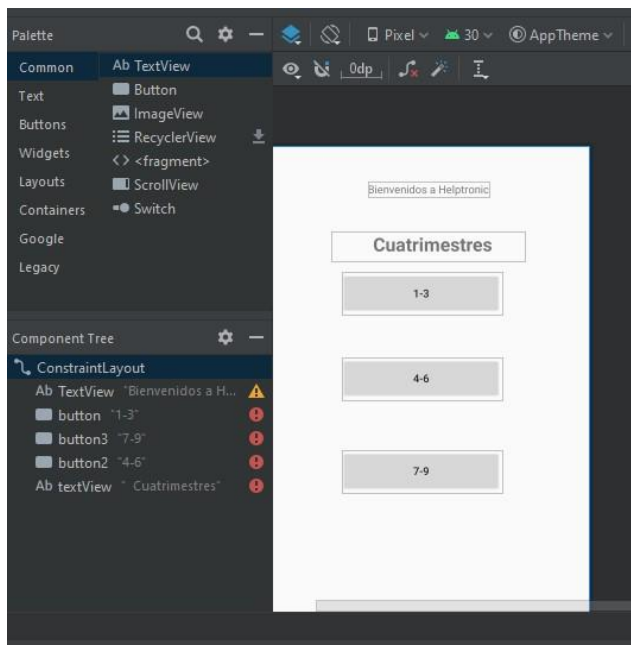 Palette
Pixel
30
AppTheme
Common
Text
Buttons
Widgets
Layouts
Containers
Google
Legacy
Ab TextView
Button
ImageView
RecyclerView
<> <fragment>
ScrollView
Switch
0dp
Bienvenidos a Helptronic
Cuatrimestres
1-3
4-6
7-9
Component Tree
ConstraintLayout
Ab TextView "Bienvenidos a H...
button "1-3"
button3 "7-9"
button2 "4-6"
Ab textView " Cuatrimestres"